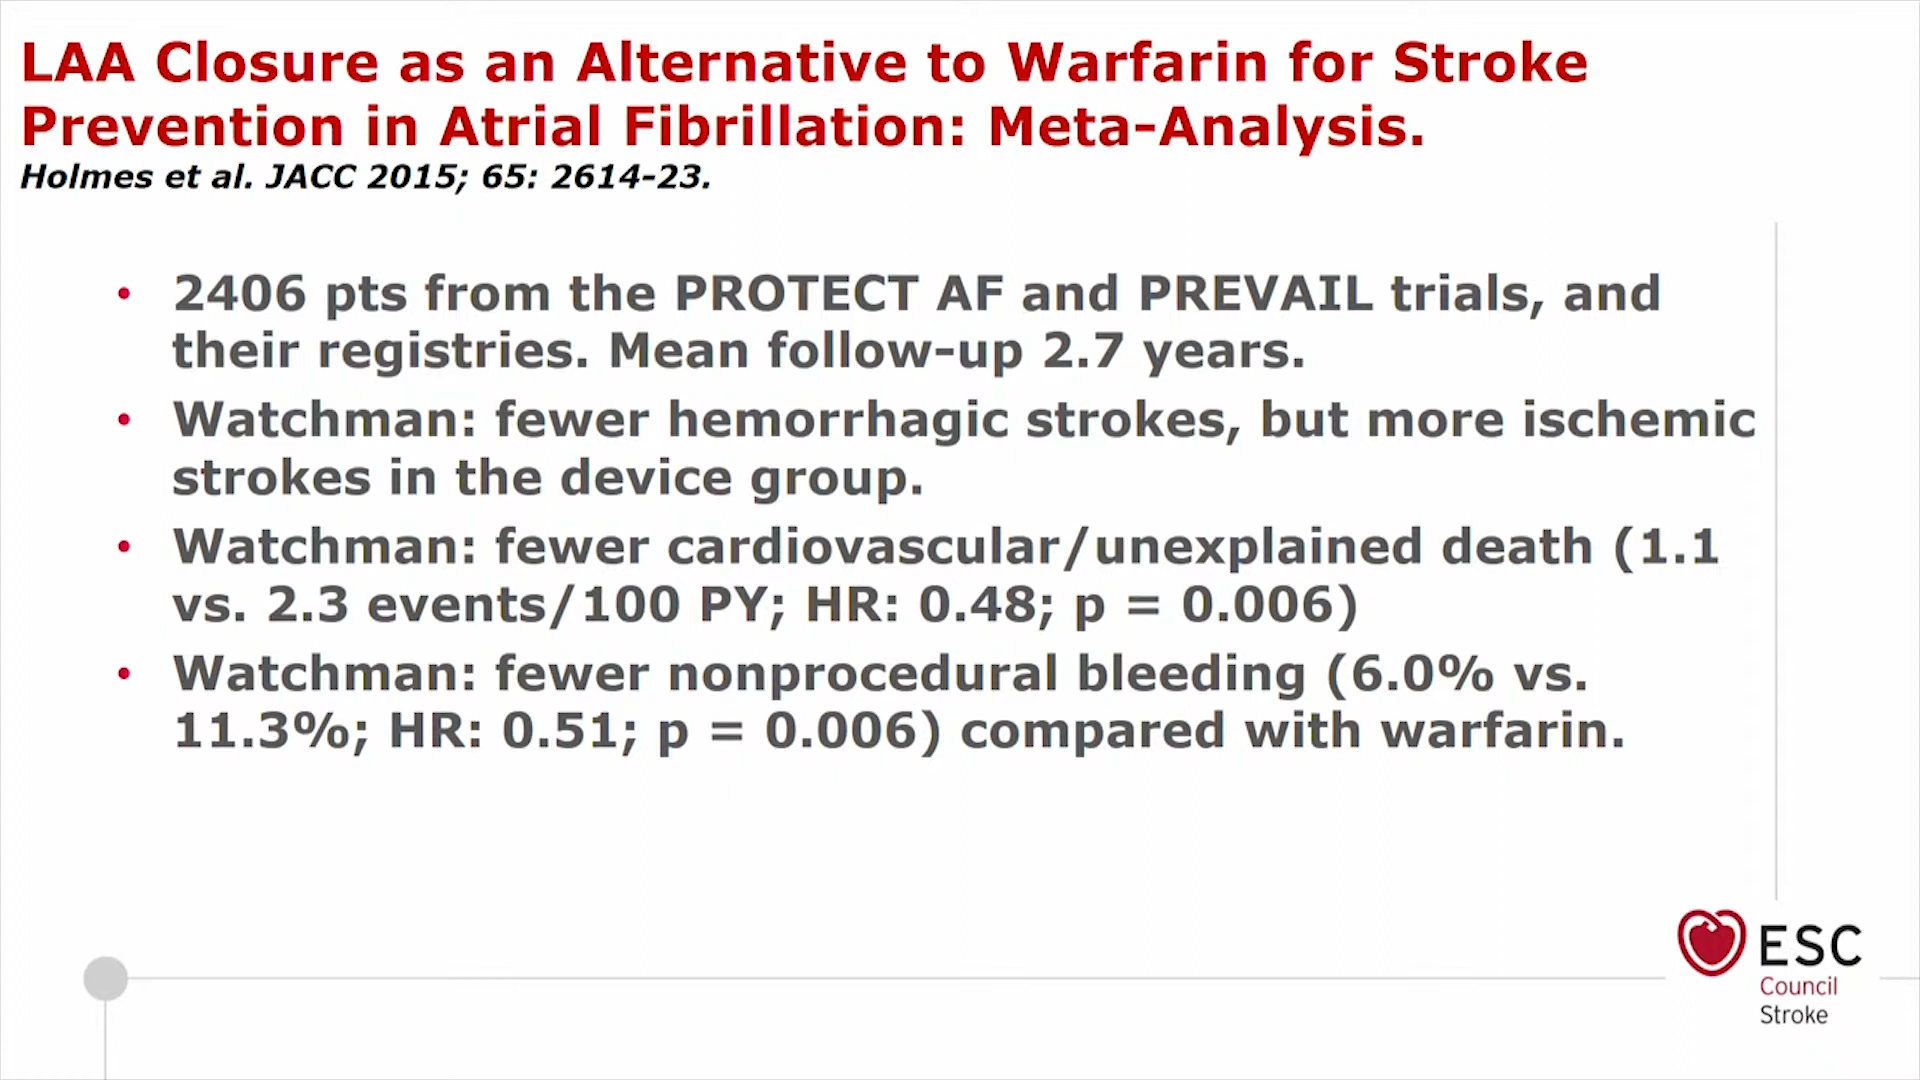 LAA Closure as an Alternative to Warfarin for Stroke
Prevention in Atrial Fibrillation: Meta-Analysis.
Holmes et al. JACC 2015; 65: 2614-23.
• 2406 pts from the PROTECT AF and PREVAIL trials, and
their registries. Mean follow-up 2.7 years.
• Watchman: fewer hemorrhagic strokes, but more ischemic
strokes in the device group.
• Watchman: fewer cardiovascular/unexplained death (1.1
vs. 2.3 events/100 PY; HR: 0.48; p = 0.006)
• Watchman: fewer nonprocedural bleeding (6.0% vs.
11.3%; HR: 0.51; p = 0.006) compared with warfarin.
ESC
Council
Stroke